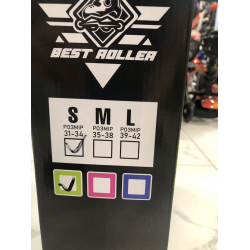 BEST ROLLER
S M L
РОЗМІР РОЗМІР РОЗМІР
31-34 35-38 39-42